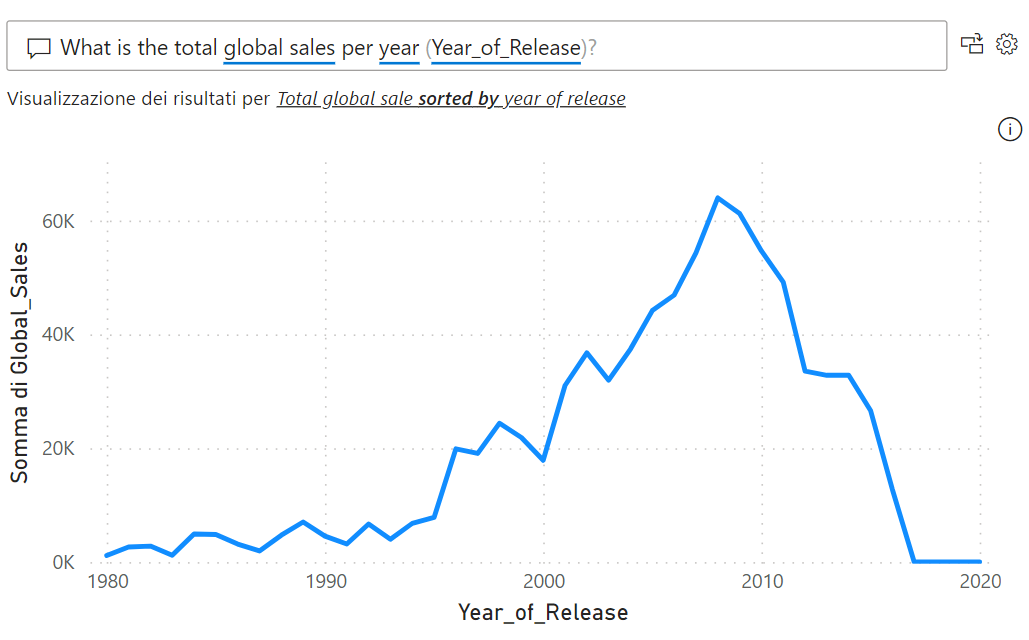 What is the total global sales per year (Year_of_Release)?
Visualizzazione dei risultati per Total global sale sorted by year of release
60K
40K
20K
0K
Somma di Global_Sales
1980 1990 2000 2010 2020
Year_of_Release